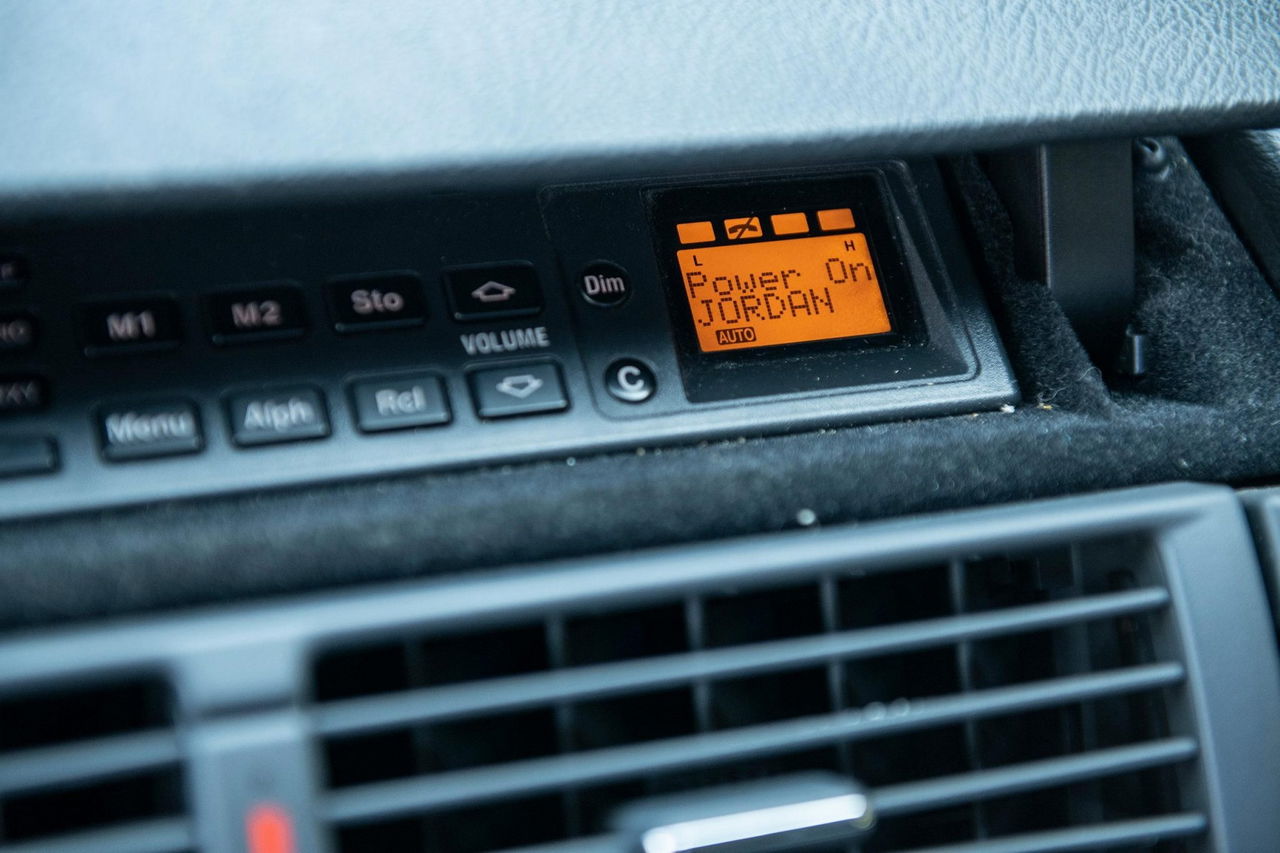 L H
Power On
JORDAN
AUTO
Dim
C
M1 M2 Sto
VOLUME
Menu Alph Rcl